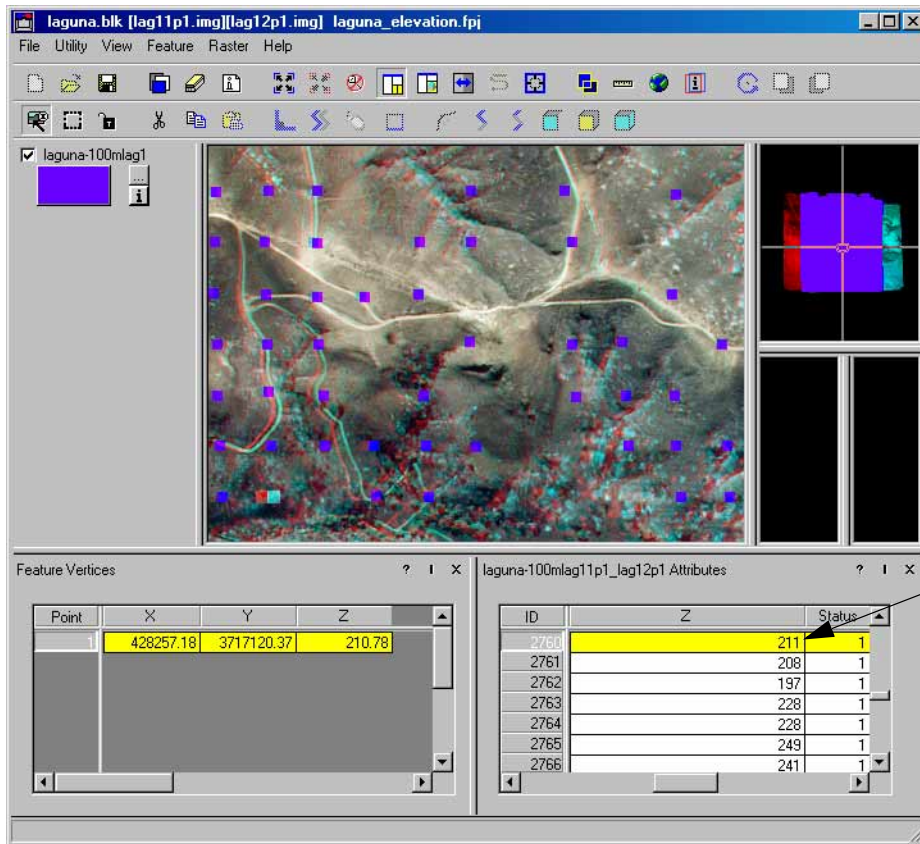 laguna.blk [lag11p1.img][lag12p1.img] laguna_elevation.fpj
File Utility View Feature Raster Help
laguna-100mlag1
...
i
Feature Vertices ? ! X
Point X Y Z
1 428257.18 3717120.37 210.78
laguna-100mlag11p1_lag12p1 Attributes ? ! X
ID Z Status
2760 211 1
2761 208 1
2762 197 1
2763 228 1
2764 228 1
2765 249 1
2766 241 1